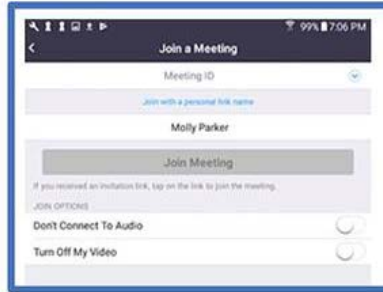 99% 7:06 PM
Join a Meeting
Meeting ID
Join with a personal link name
Molly Parker
Join Meeting
If you received an invitation link, tap on the link to join the meeting.
JOIN OPTIONS
Don't Connect To Audio
Turn Off My Video